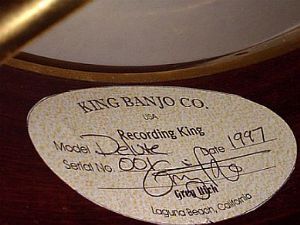 KING BANJO CO.
USA
Recording King
Model Deluxe Date 1997
Serial No. 001
Greg Rich
Laguna Beach, California